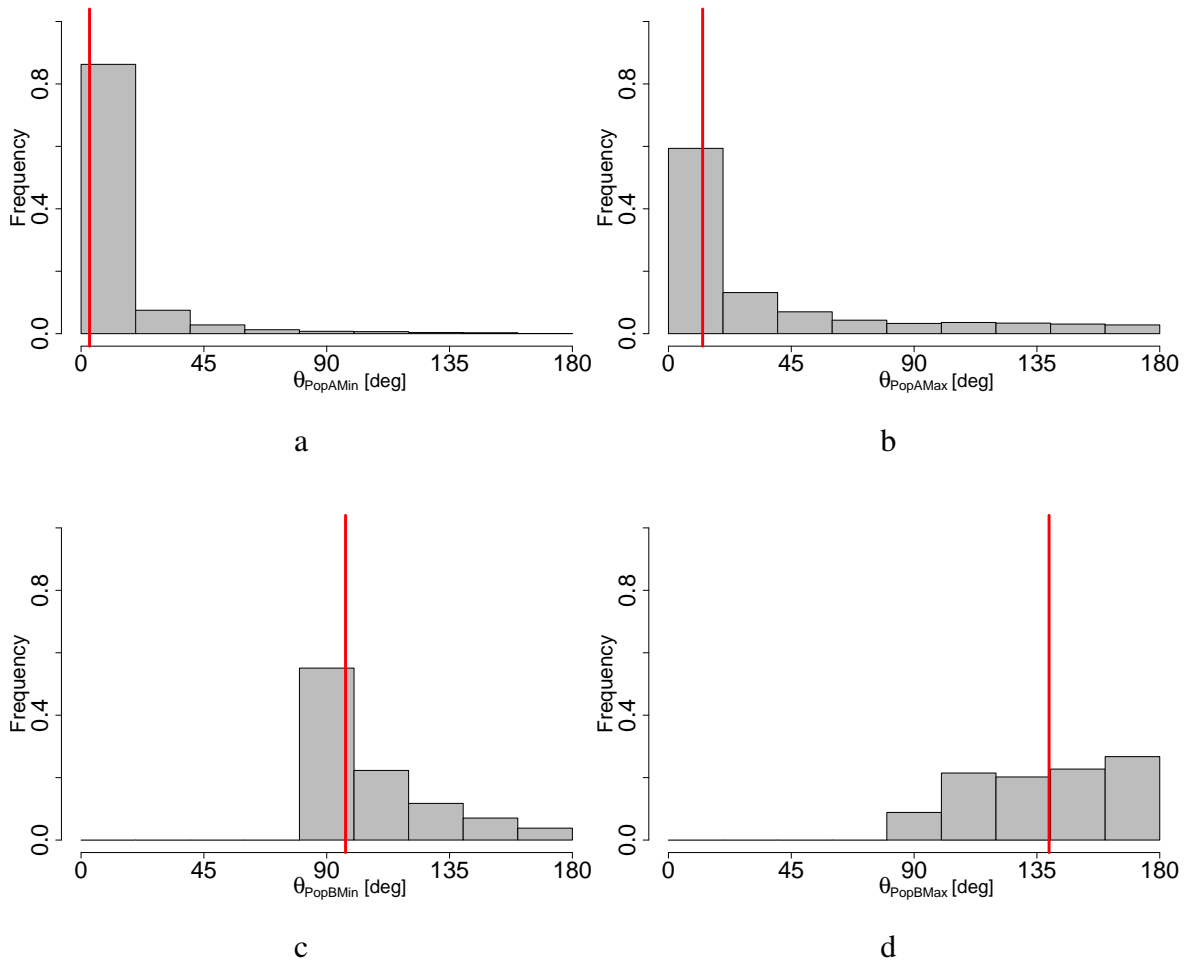 Frequency
0.0 0.4 0.8
0 45 90 135 180
θPopAMin [deg]
a
Frequency
0.0 0.4 0.8
0 45 90 135 180
θPopAMax [deg]
b
Frequency
0.0 0.4 0.8
0 45 90 135 180
θPopBMin [deg]
c
Frequency
0.0 0.4 0.8
0 45 90 135 180
θPopBMax [deg]
d